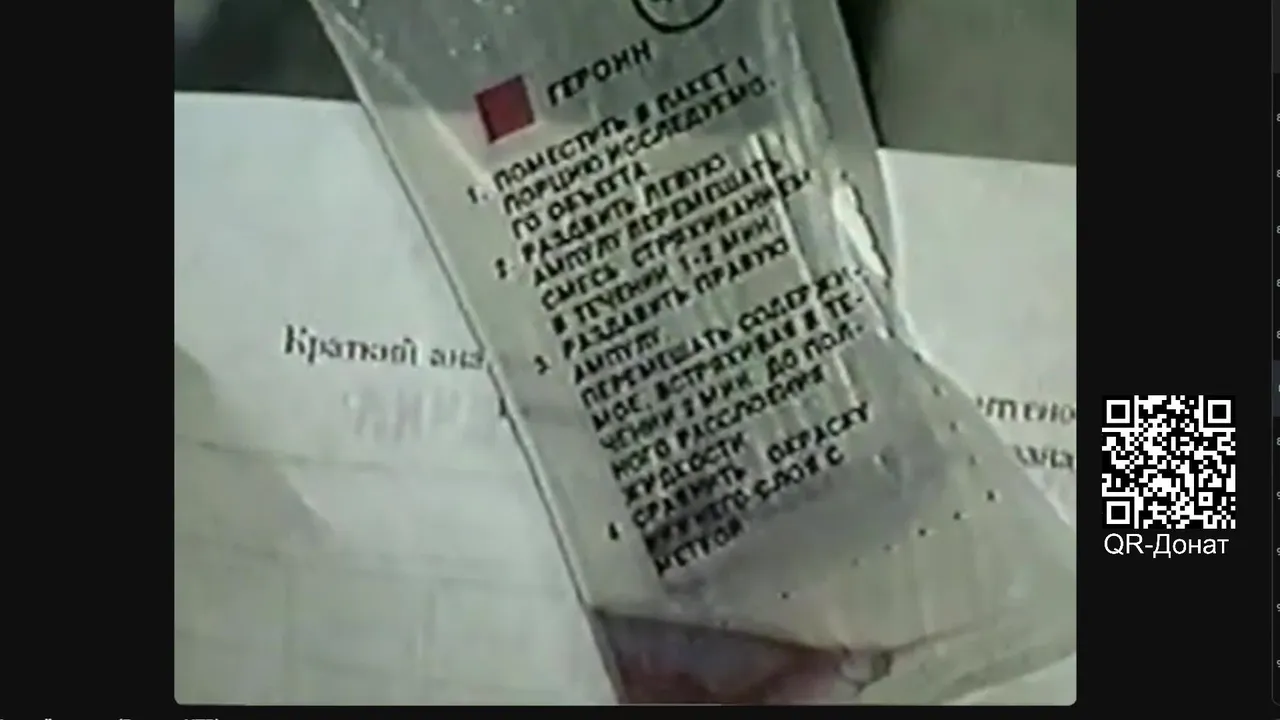 ГЕРОИН
1. ПОМЕСТИТЬ В ПАКЕТ 1
ПОРЦИЮ ИССЛЕДУЕМО-
ГО ОБЪЕКТА
2. РАЗДАВИТЬ ЛЕВУЮ
АМПУЛУ ПЕРЕМЕШАТЬ
СМЕСЬ ВСТРЯХИВАНИЕМ
В ТЕЧЕНИИ 1-2 МИН
3. РАЗДАВИТЬ ПРАВУЮ
АМПУЛУ.
ПЕРЕМЕШАТЬ СОДЕРЖИ-
МОЕ, ВСТРЯХИВАЯ В ТЕ-
ЧЕНИИ 2 МИН. ДО ПОЛ-
НОГО РАССЛОЕНИЯ
ЖИДКОСТИ
4. СРАВНИТЬ ОКРАСКУ
НИЖНЕГО СЛОЯ С
МЕТКОЙ
Краткий
QR-Донат